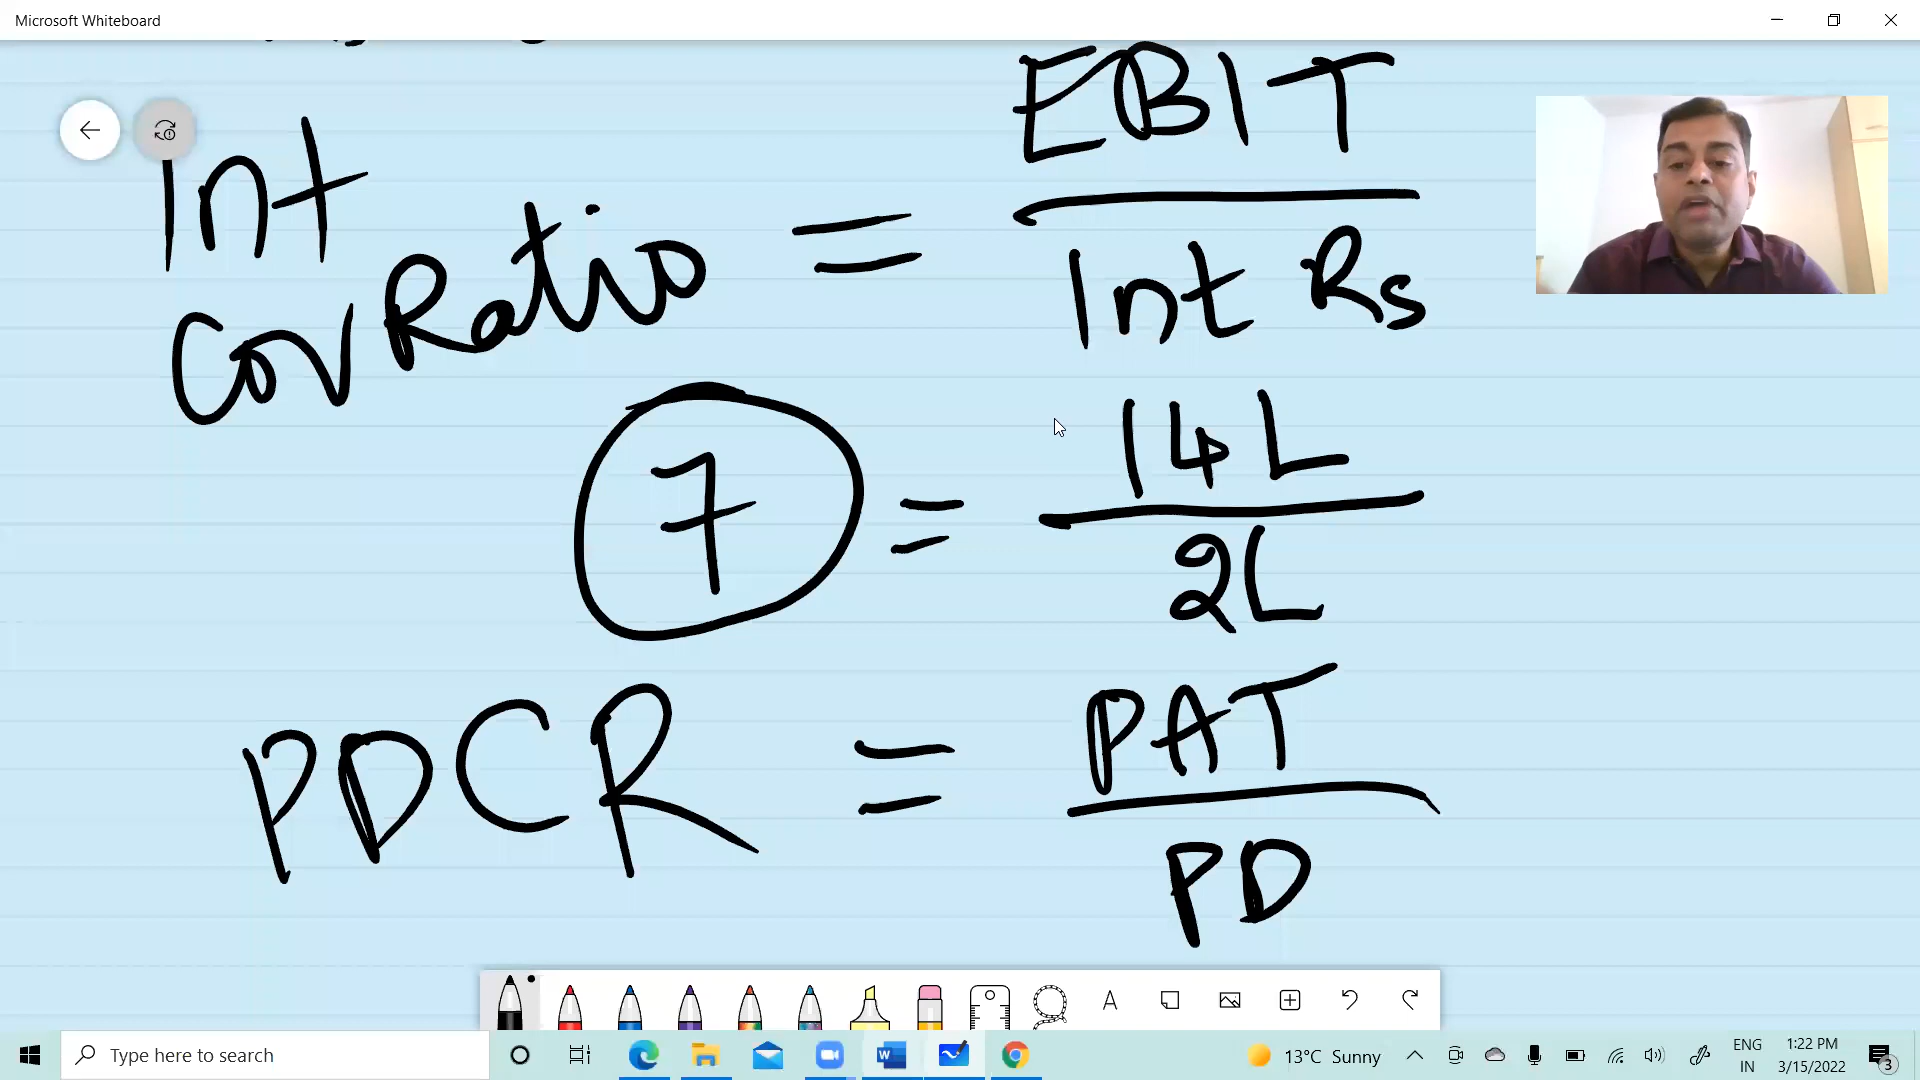 Microsoft Whiteboard
Int
Cov Ratio = EBIT
Int Rs
7 = 14L
2L
PDCR = PAT
PD
A
Type here to search
13°C Sunny
ENG
IN
1:22 PM
3/15/2022
3